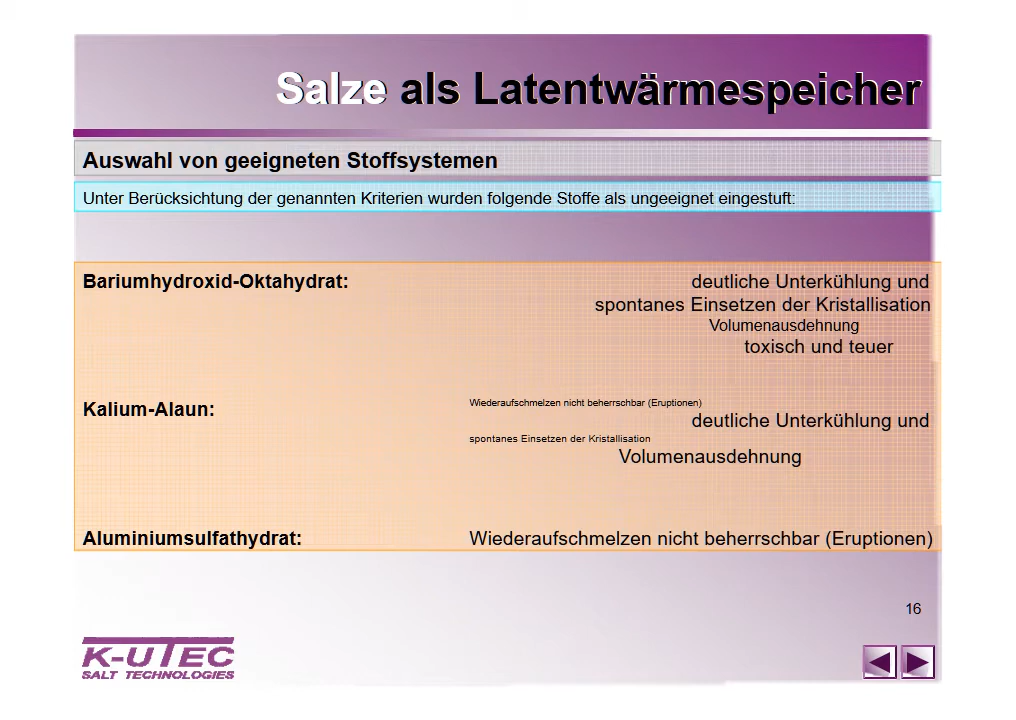 Salze als Latentwärmespeicher
Auswahl von geeigneten Stoffsystemen
Unter Berücksichtung der genannten Kriterien wurden folgende Stoffe als ungeeignet eingestuft:
Bariumhydroxid-Oktahydrat: deutliche Unterkühlung und
spontanes Einsetzen der Kristallisation
Volumenausdehnung
toxisch und teuer
Kalium-Alaun: Wiederaufschmelzen nicht beherrschbar (Eruptionen)
deutliche Unterkühlung und
spontanes Einsetzen der Kristallisation
Volumenausdehnung
Aluminiumsulfathydrat: Wiederaufschmelzen nicht beherrschbar (Eruptionen)
16
K-UTEC
SALT TECHNOLOGIES